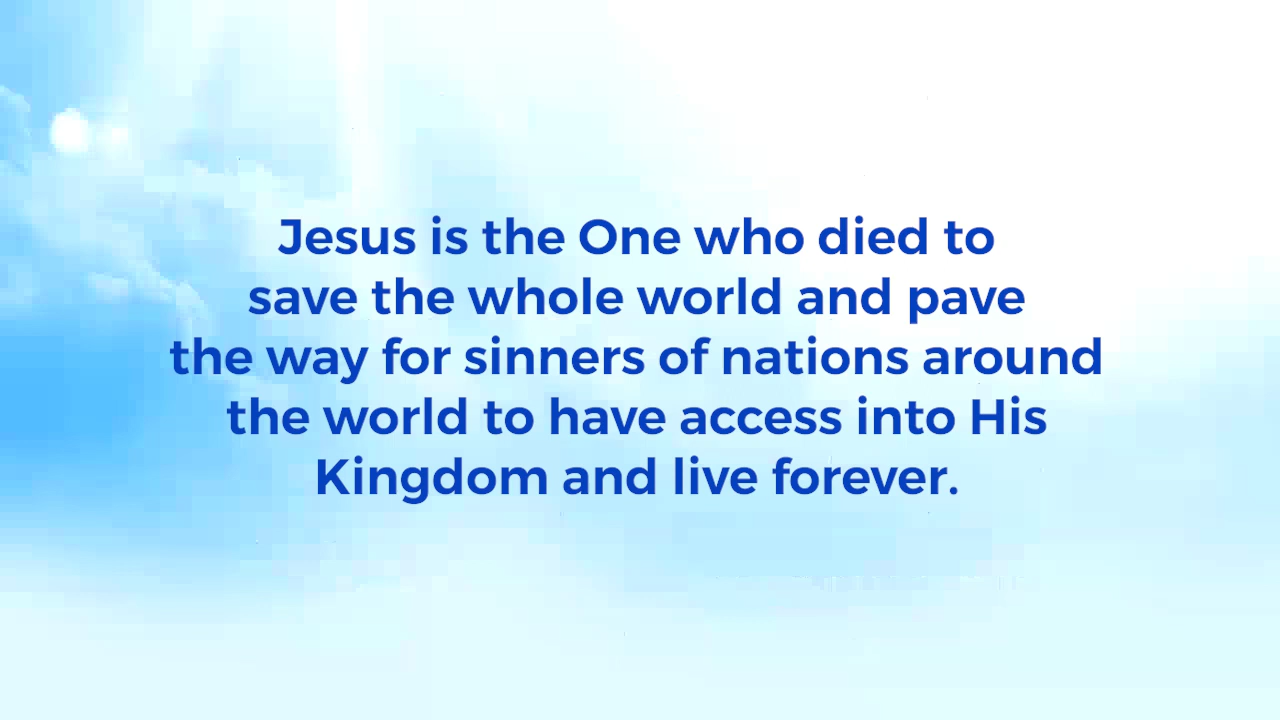 Jesus is the One who died to
save the whole world and pave
the way for sinners of nations around
the world to have access into His
Kingdom and live forever.